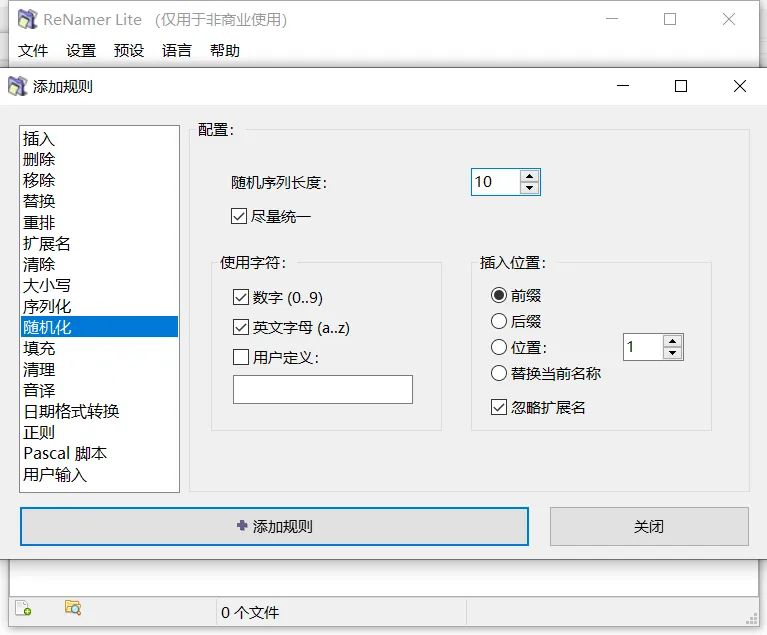 ReNamer Lite （仅用于非商业使用）
文件 设置 预设 语言 帮助
添加规则
插入
删除
移除
替换
重排
扩展名
清除
大小写
序列化
随机化
填充
清理
音译
日期格式转换
正则
Pascal 脚本
用户输入
配置：
随机序列长度： 10
尽量统一
使用字符：
数字 (0..9)
英文字母 (a..z)
用户定义：
插入位置：
前缀
后缀
位置： 1
替换当前名称
忽略扩展名
添加规则 关闭
0 个文件